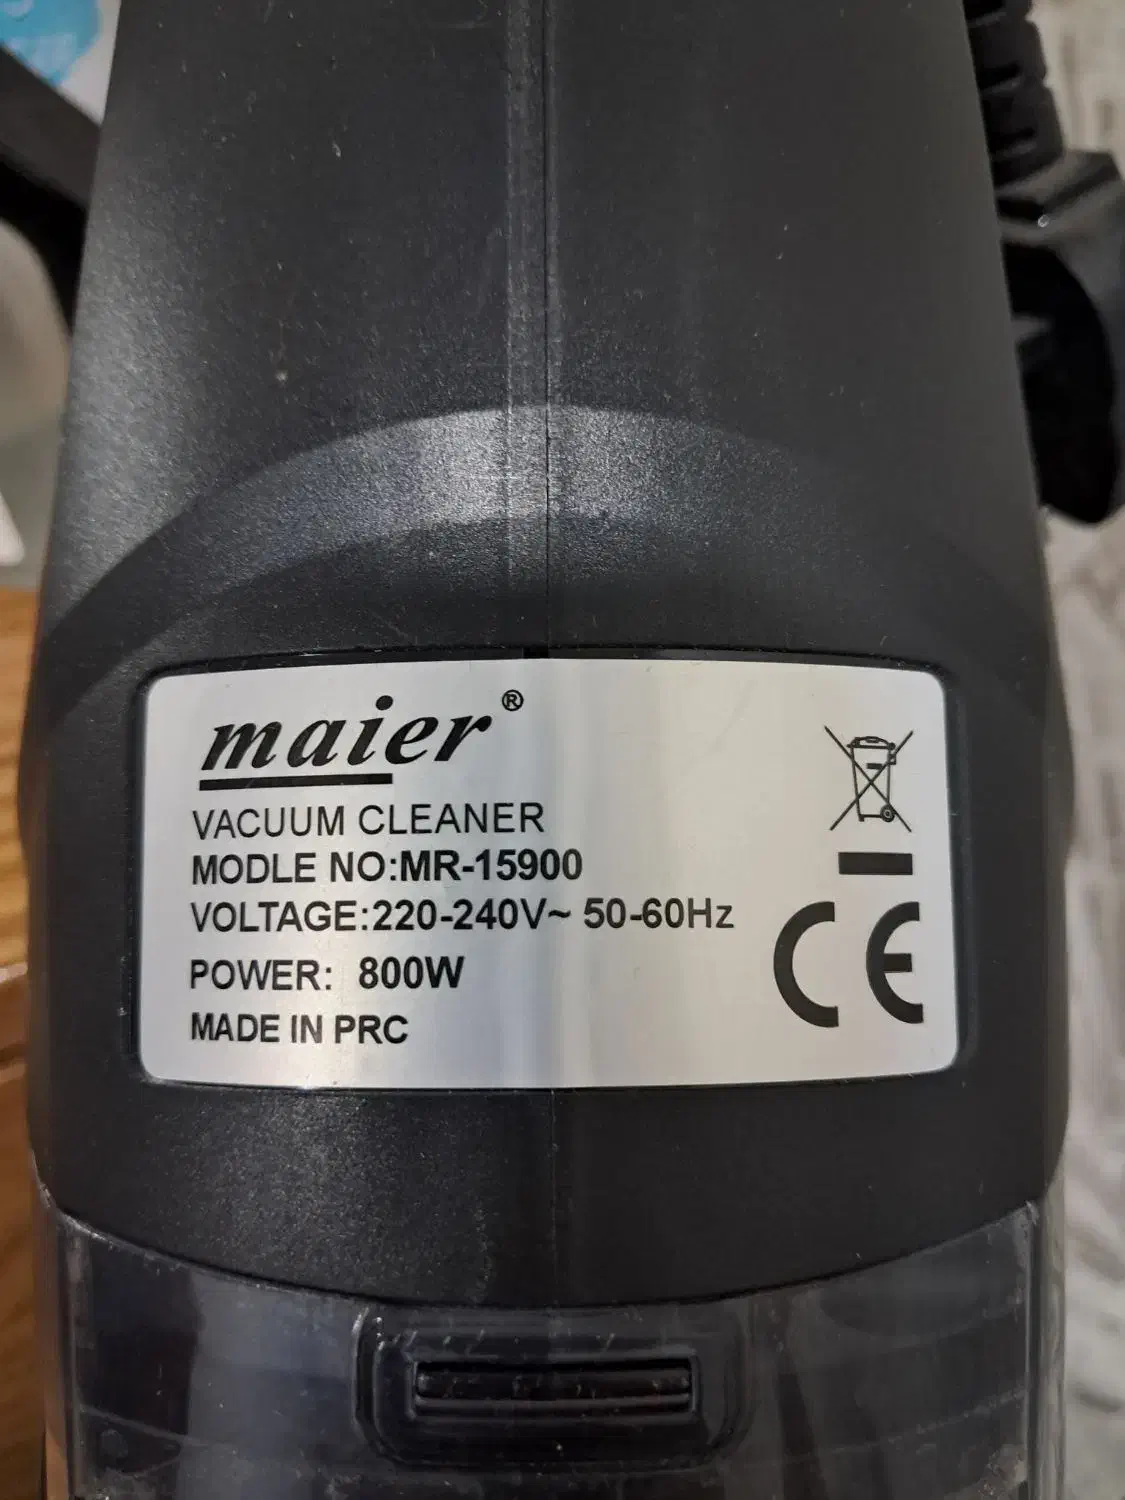 maier®
VACUUM CLEANER
MODLE NO:MR-15900
VOLTAGE:220-240V~ 50-60Hz
POWER: 800W
MADE IN PRC
CE